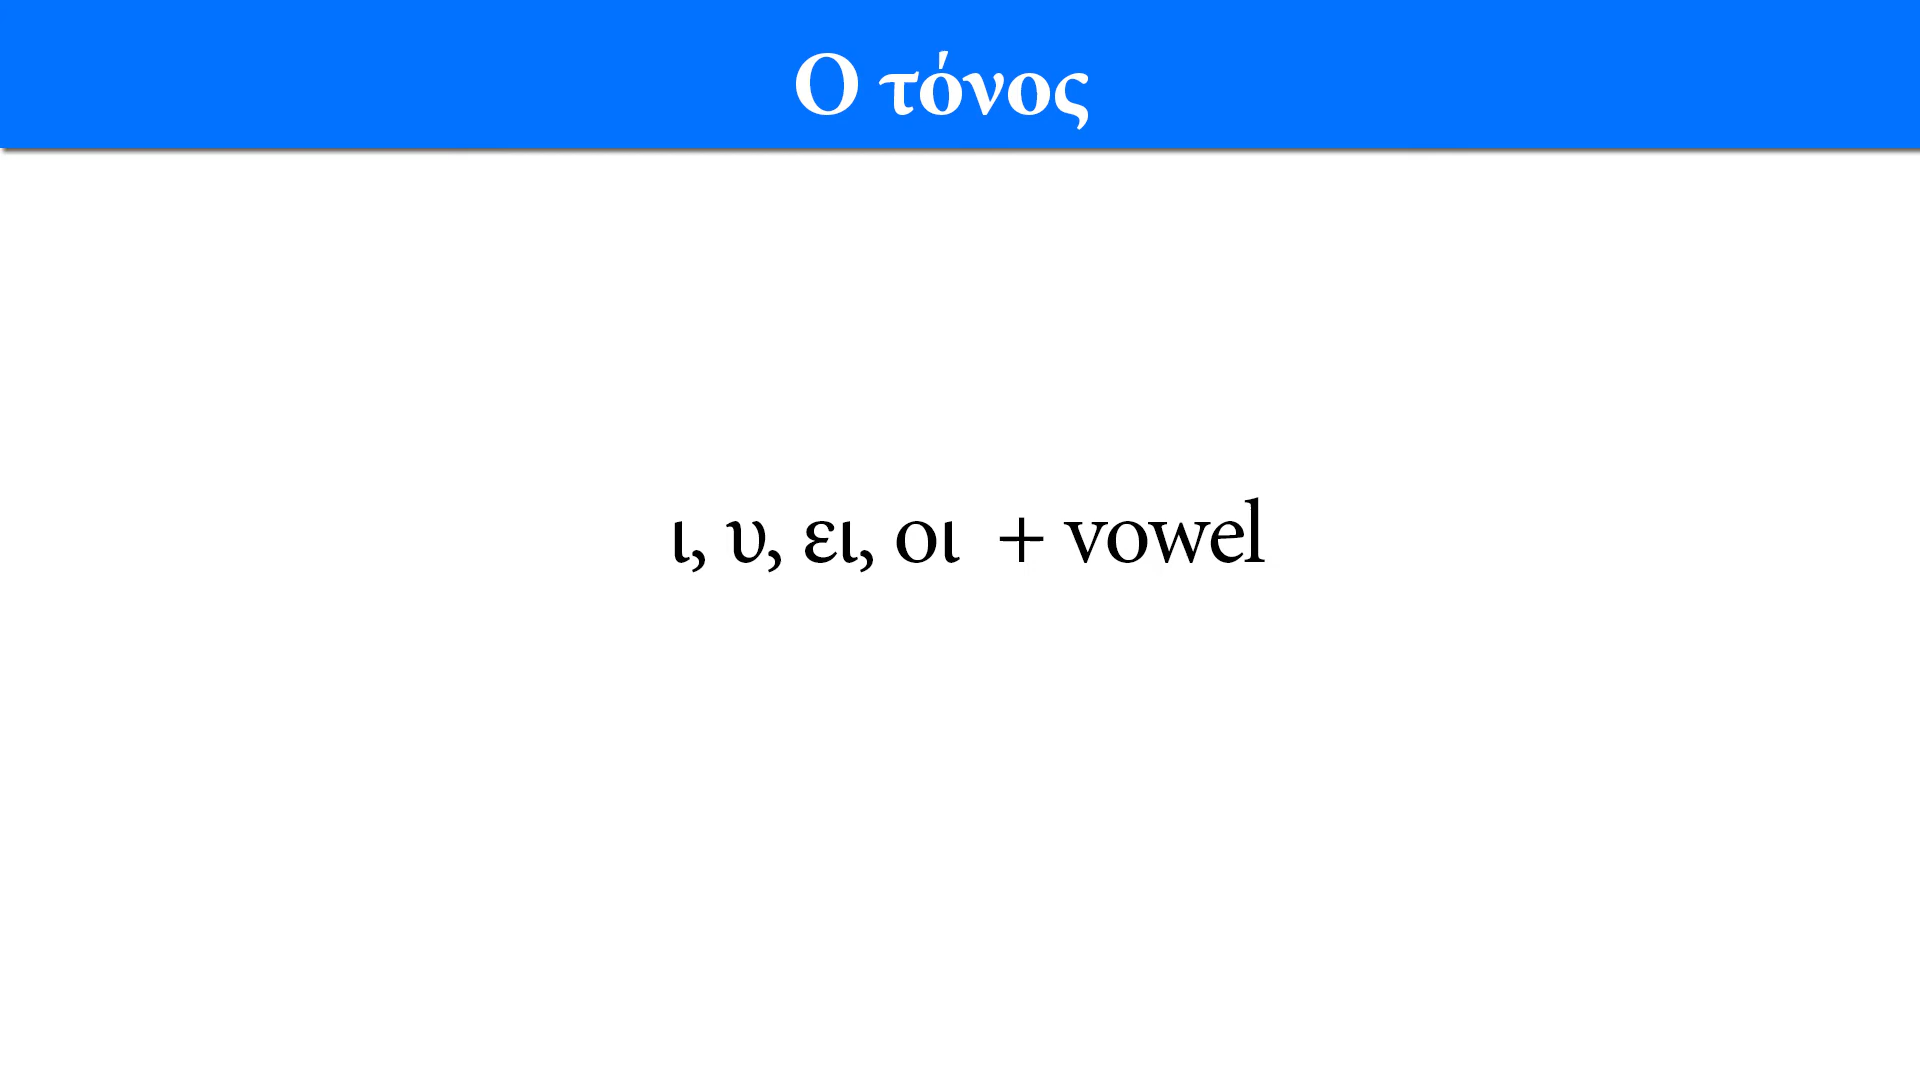 Ο τόνος
ι, υ, ει, οι + vowel